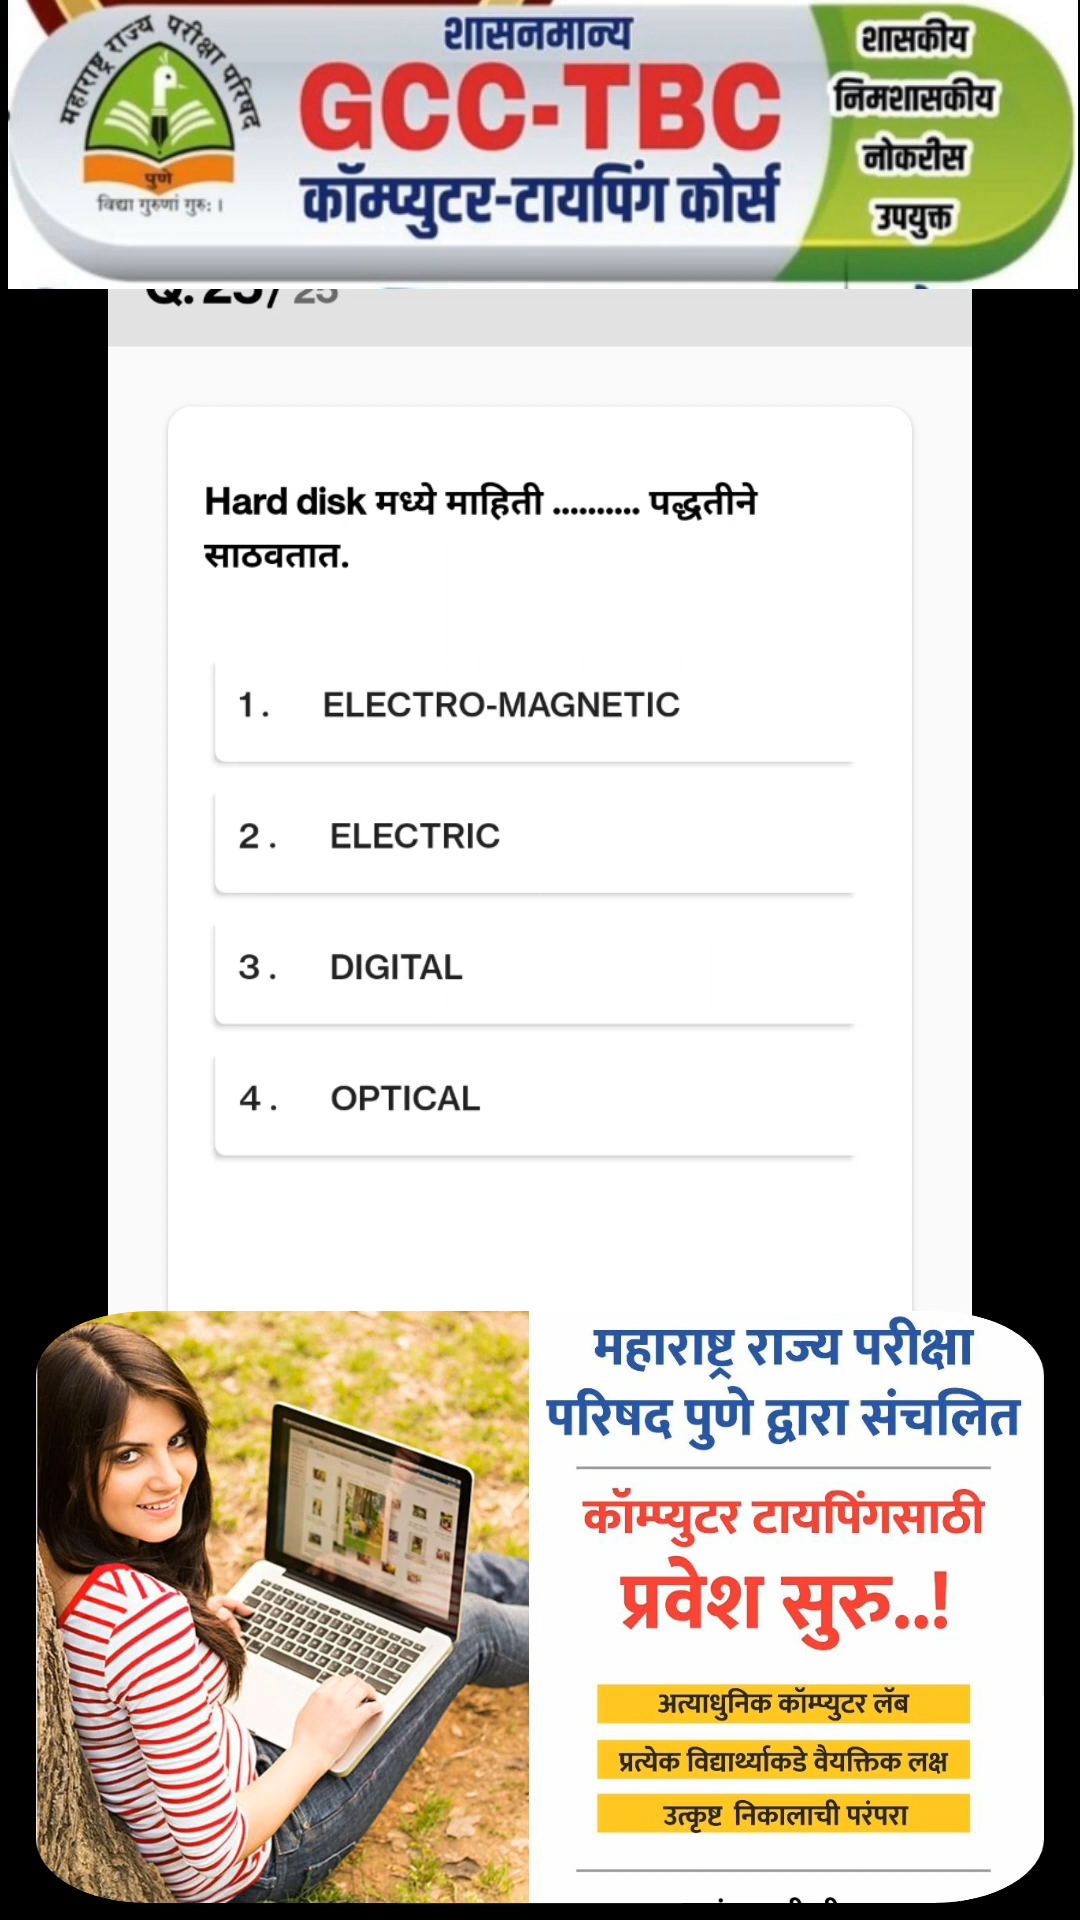 महाराष्ट्र राज्य परीक्षा परिषद
पुणे
विद्या गुरुणां गुरुः ।
शासनमान्य
GCC-TBC
कॉम्प्युटर-टायपिंग कोर्स
शासकीय
निमशासकीय
नोकरीस
उपयुक्त
25
Hard disk मध्ये माहिती .......... पद्धतीने
साठवतात.
1. ELECTRO-MAGNETIC
2. ELECTRIC
3. DIGITAL
4. OPTICAL
महाराष्ट्र राज्य परीक्षा
परिषद पुणे द्वारा संचलित
कॉम्प्युटर टायपिंगसाठी
प्रवेश सुरु..!
अत्याधुनिक कॉम्प्युटर लॅब
प्रत्येक विद्यार्थ्याकडे वैयक्तिक लक्ष
उत्कृष्ट निकालाची परंपरा